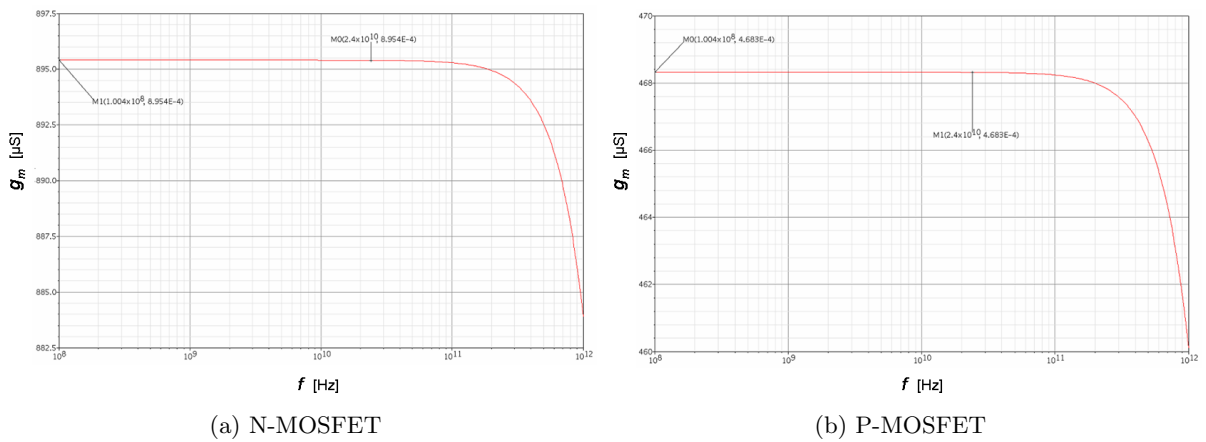 897.5
M0(2.4x10^10, 8.954E-4)
895.0
M1(1.004x10^8, 8.954E-4)
892.5
g_m [µS]
890.0
887.5
885.0
882.5
10^8 10^9 10^10 10^11 10^12
f [Hz]
(a) N-MOSFET
470
M0(1.004x10^8, 4.683E-4)
468
M1(2.4x10^10, 4.683E-4)
466
g_m [µS]
464
462
460
10^8 10^9 10^10 10^11 10^12
f [Hz]
(b) P-MOSFET